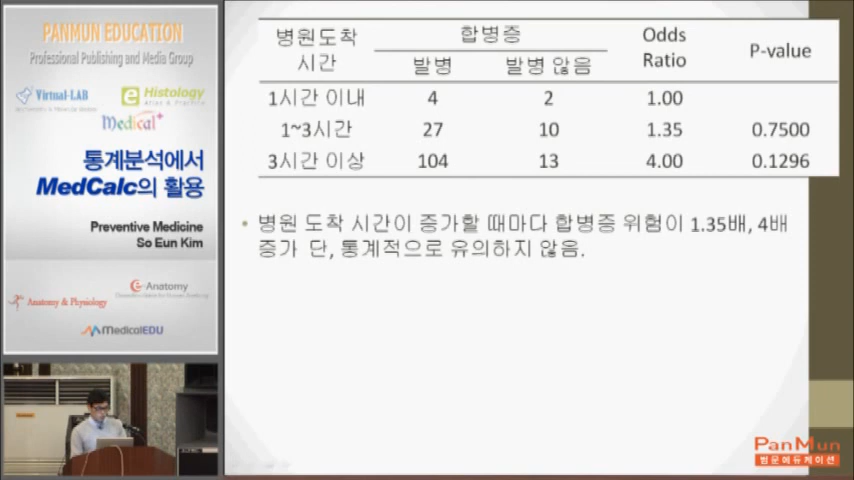 PANMUN EDUCATION
Professional Publishing and Media Group
Virtual-LAB
e Histology
Atlas & Practice
Medical+
통계분석에서
MedCalc의 활용
Preventive Medicine
So Eun Kim
e-Anatomy
Anatomy & Physiology
MedicalEDU
병원도착 합병증 Odds P-value
시간 발병 발병 않음 Ratio
1시간 이내 4 2 1.00
1~3시간 27 10 1.35 0.7500
3시간 이상 104 13 4.00 0.1296
• 병원 도착 시간이 증가할 때마다 합병증 위험이 1.35배, 4배
증가 단, 통계적으로 유의하지 않음.
PanMun
범문에듀케이션